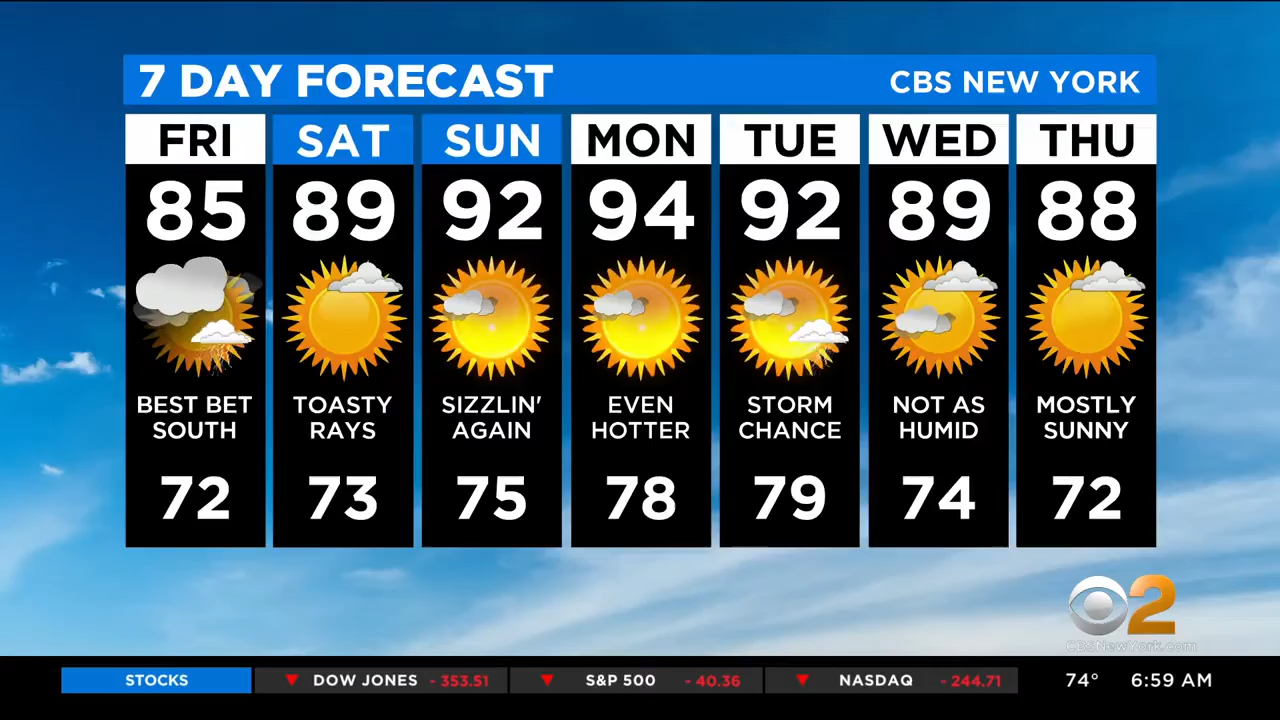 7 DAY FORECAST
CBS NEW YORK
FRI SAT SUN MON TUE WED THU
85 89 92 94 92 89 88
BEST BET TOASTY SIZZLIN' EVEN STORM NOT AS MOSTLY
SOUTH RAYS AGAIN HOTTER CHANCE HUMID SUNNY
72 73 75 78 79 74 72
2
CBSNewYork.com
STOCKS DOW JONES - 353.51 S&P 500 - 40.36 NASDAQ - 244.71 74° 6:59 AM